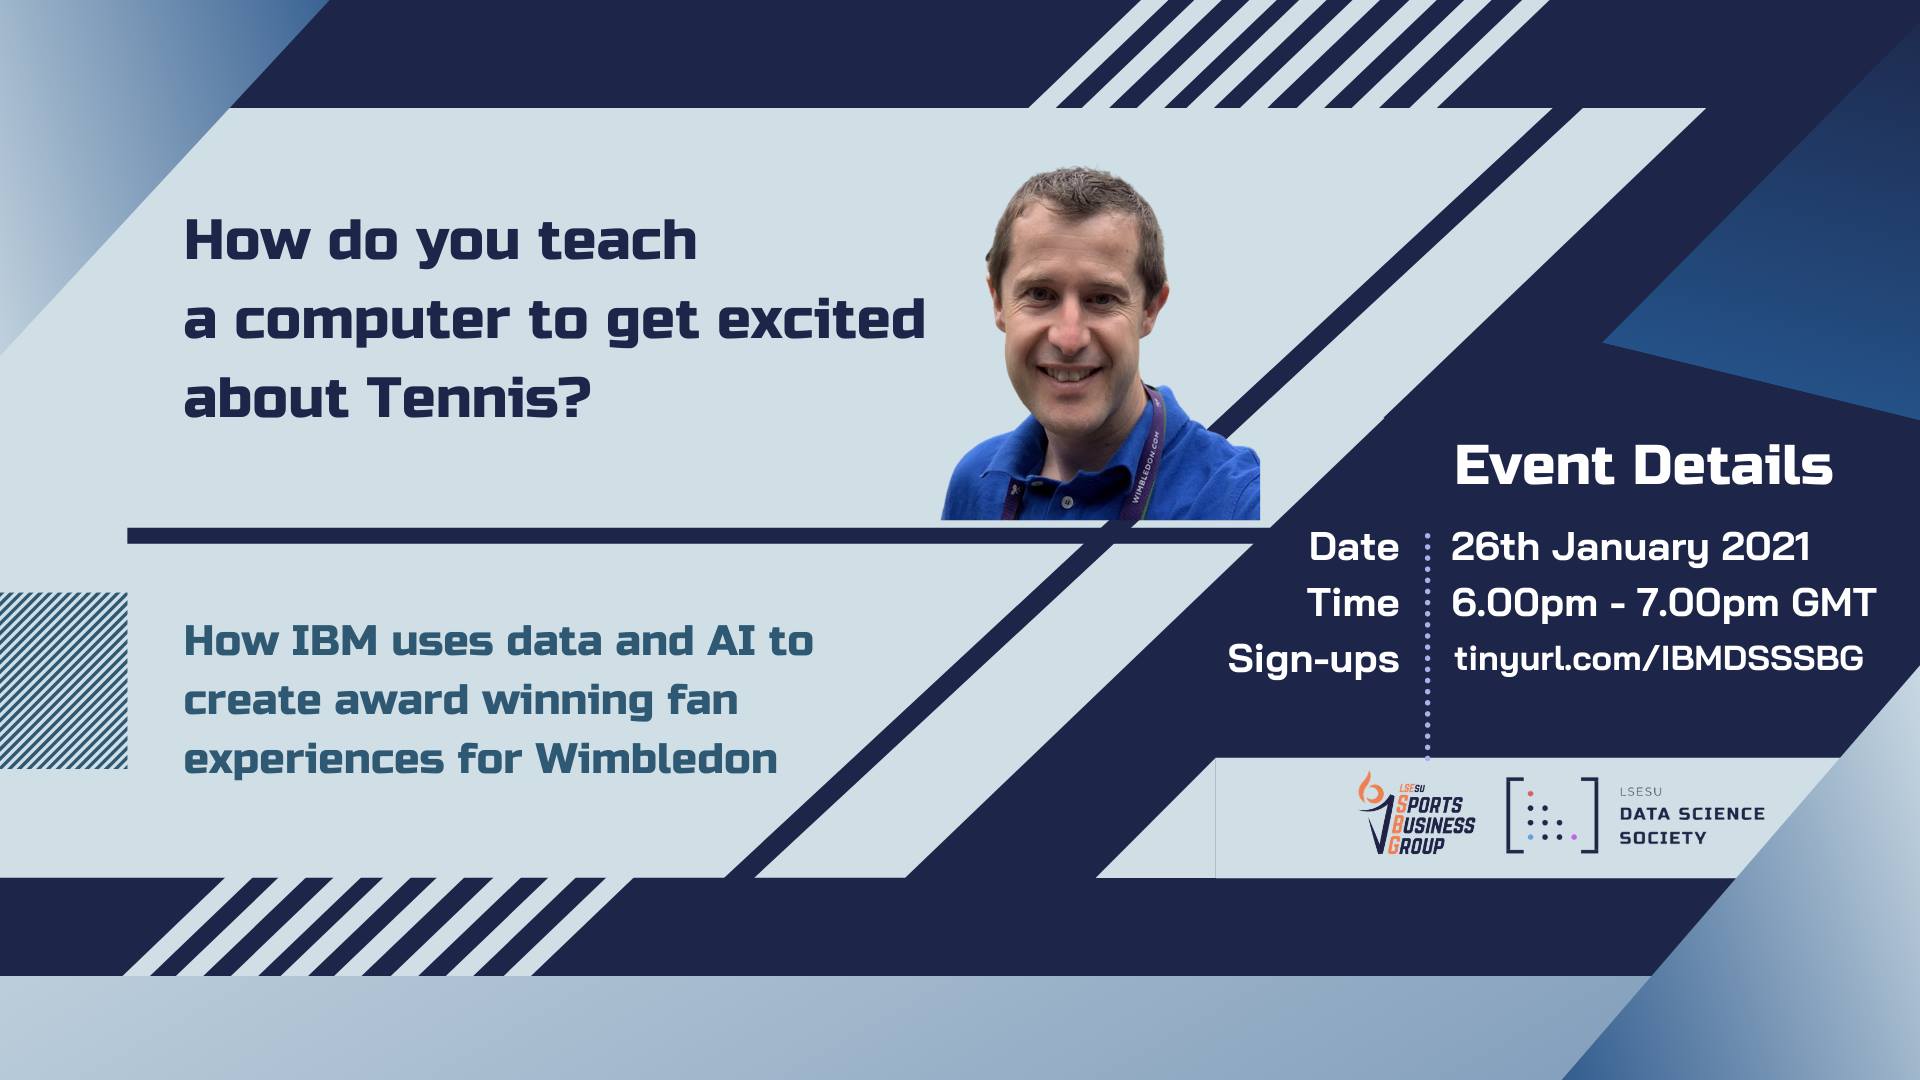 How do you teach
a computer to get excited
about Tennis?
WIMBLEDON.COM
How IBM uses data and AI to
create award winning fan
experiences for Wimbledon
Event Details
Date 26th January 2021
Time 6.00pm - 7.00pm GMT
Sign-ups tinyurl.com/IBMDSSSBG
LSESU
SPORTS
BUSINESS
GROUP
LSESU
DATA SCIENCE
SOCIETY